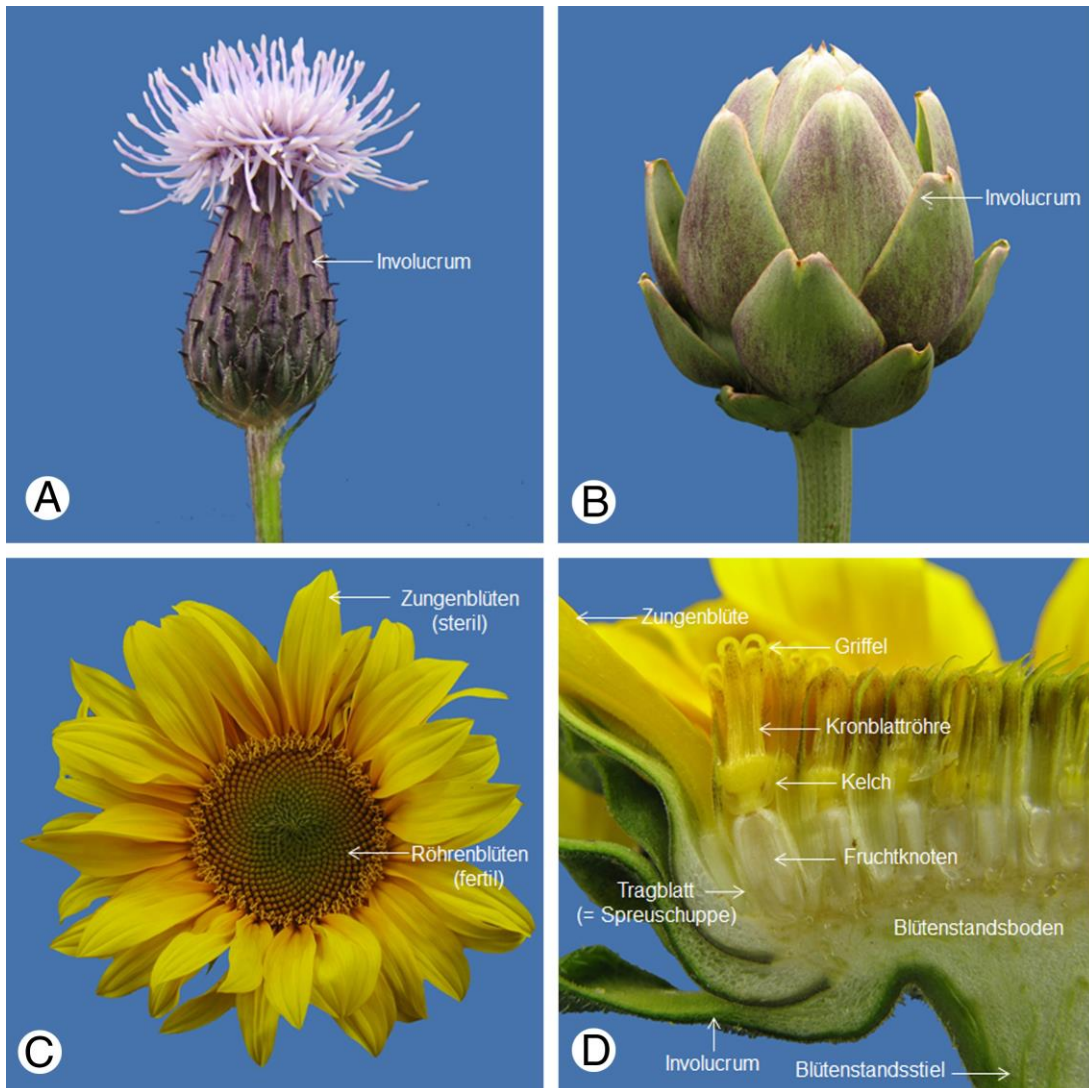 Involucrum
A
Involucrum
B
Zungenblüten
(steril)
Röhrenblüten
(fertil)
C
Zungenblüte
Griffel
Kronblattröhre
Kelch
Fruchtknoten
Tragblatt
(= Spreuschuppe)
Blütenstandsboden
Involucrum
Blütenstandsstiel
D